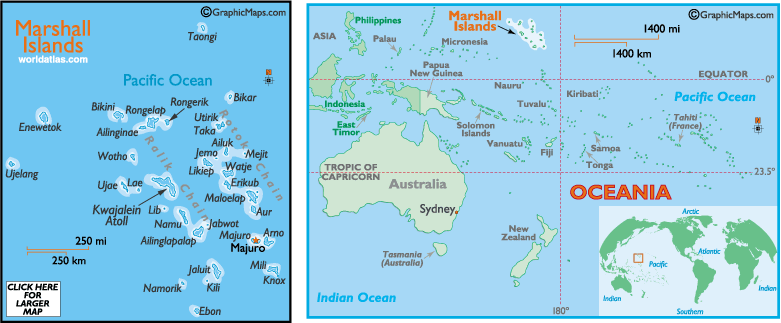 ©GraphicMaps.com
Marshall
Islands
worldatlas.com
Taongi
Pacific Ocean
Bikar
Rongerik
Bikini
Rongelap
Utirik
Enewetok
Taka
Ailinginae
Ratak Chain
Ailuk
Jemo
Mejit
Wotho
Ralik Chain
Likiep
Wotje
Ujelang
Erikub
Ujae
Lae
Maloelap
Kwajalein
Atoll
Lib
Aur
Namu
Jabwot
Majuro
Arno
Ailinglapalap
Majuro
250 mi
250 km
Jaluit
Mili
Knox
Namorik
Kili
Ebon
CLICK HERE
FOR
LARGER
MAP
©GraphicMaps.com
Philippines
Marshall
Islands
1400 mi
1400 km
ASIA
Palau
Micronesia
Papua
New Guinea
EQUATOR
0°
Nauru
Kiribati
Pacific Ocean
Indonesia
Tuvalu
East
Timor
Solomon
Islands
Tahiti
(France)
Vanuatu
Fiji
Sampa
Tonga
TROPIC OF
CAPRICORN
23.5°
Australia
OCEANIA
Sydney
New
Zealand
Tasmania
(Australia)
Indian Ocean
180°
Arctic
Pacific
Atlantic
Indian
Indian
Southern